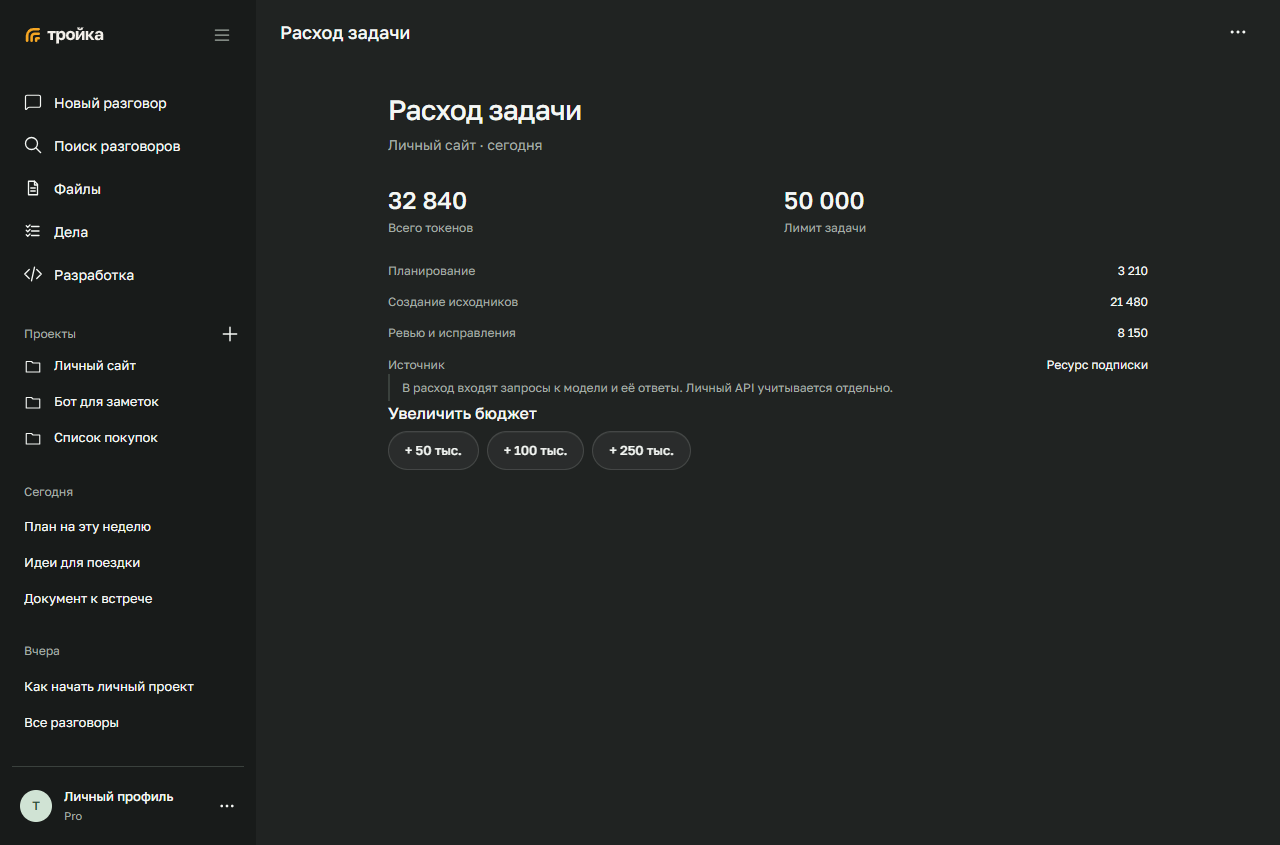 тройка
Новый разговор
Поиск разговоров
Файлы
Дела
Разработка
Проекты
Личный сайт
Бот для заметок
Список покупок
Сегодня
План на эту неделю
Идеи для поездки
Документ к встрече
Вчера
Как начать личный проект
Все разговоры
Т
Личный профиль
Pro
Расход задачи
Расход задачи
Личный сайт · сегодня
32 840 50 000
Всего токенов Лимит задачи
Планирование 3 210
Создание исходников 21 480
Ревью и исправления 8 150
Источник Ресурс подписки
В расход входят запросы к модели и её ответы. Личный API учитывается отдельно.
Увеличить бюджет
+ 50 тыс. + 100 тыс. + 250 тыс.